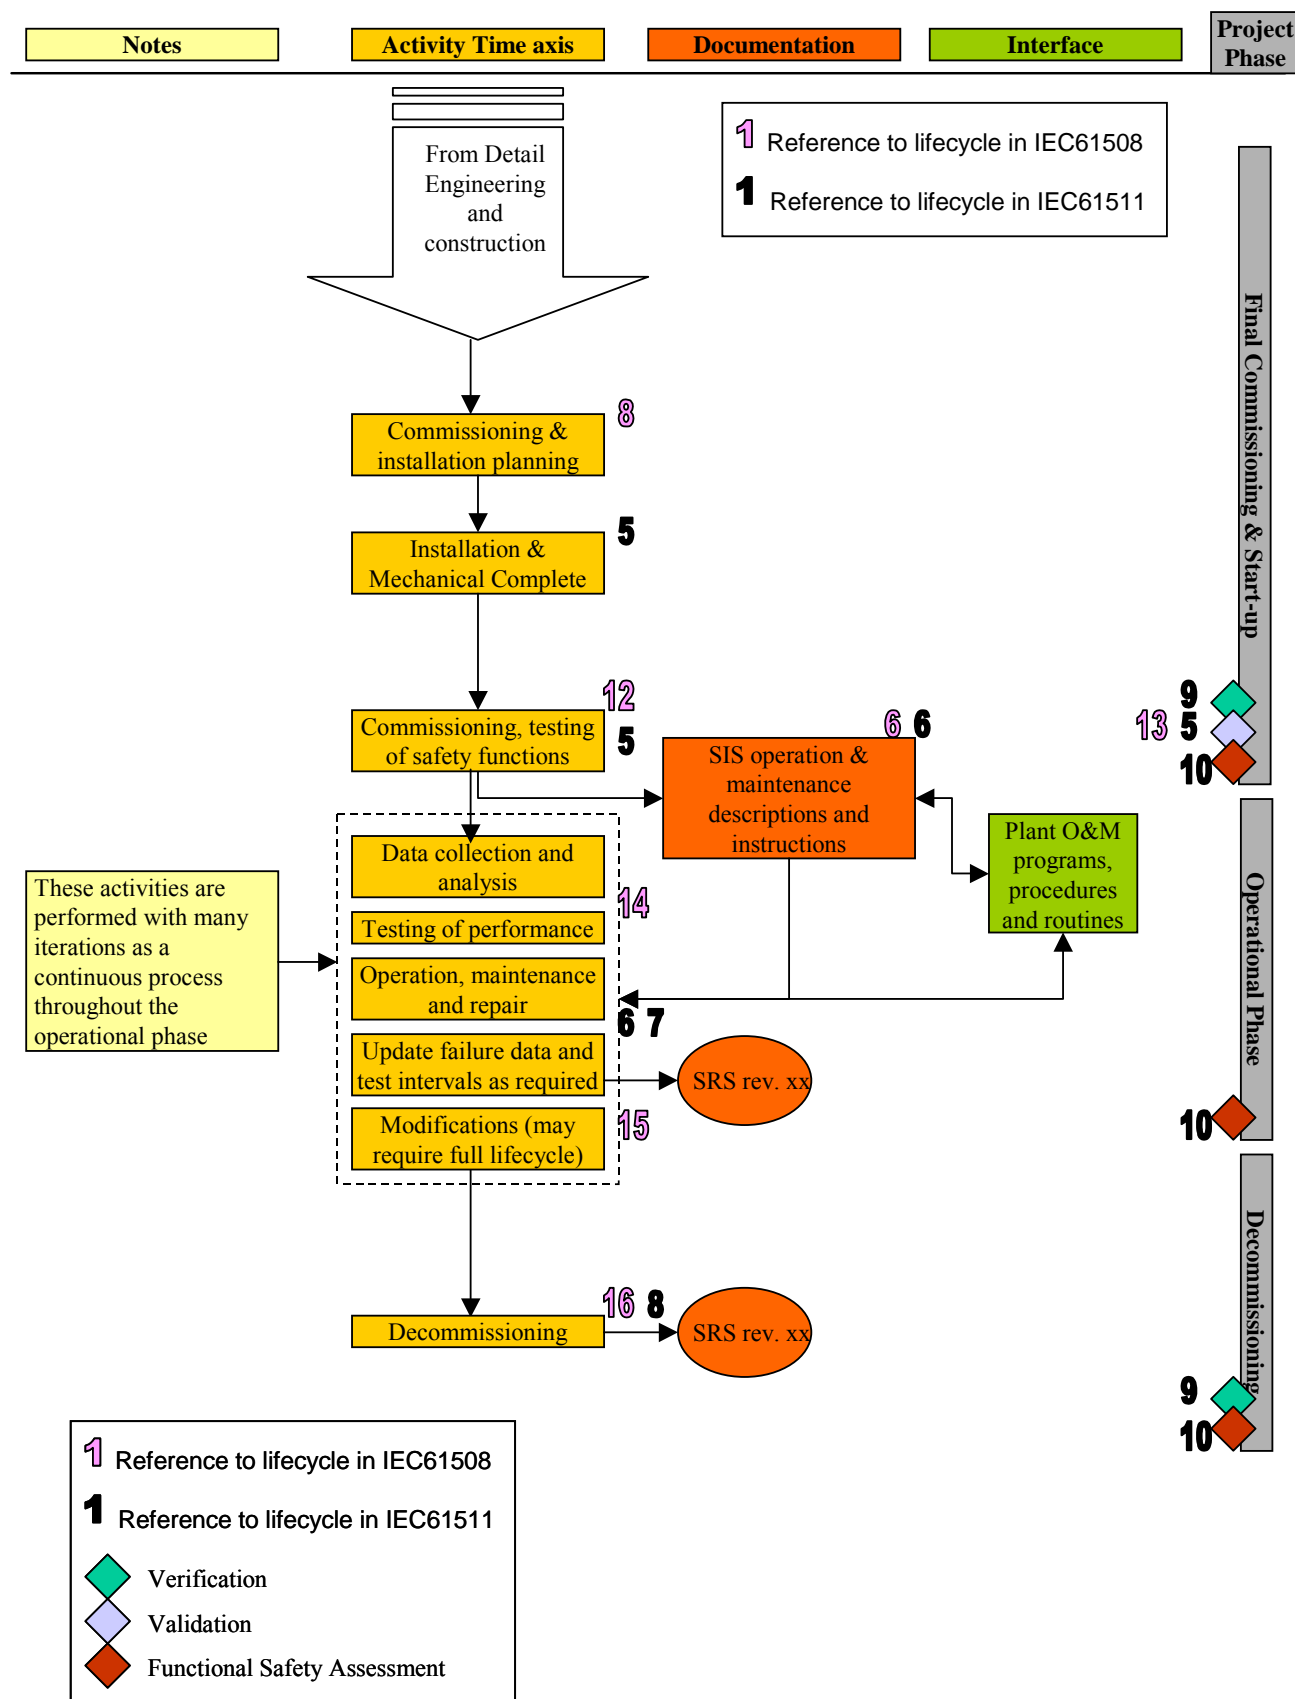 Notes
Activity Time axis
Documentation
Interface
Project
Phase
From Detail
Engineering
and
construction
1 Reference to lifecycle in IEC61508
1 Reference to lifecycle in IEC61511
Final Commissioning & Start-up
8
Commissioning &
installation planning
5
Installation &
Mechanical Complete
12
Commissioning, testing
of safety functions
5
6 6
SIS operation &
maintenance
descriptions and
instructions
9
13 5
10
Plant O&M
programs,
procedures
and routines
Operational Phase
Data collection and
analysis
14
Testing of performance
These activities are
performed with many
iterations as a
continuous process
throughout the
operational phase
Operation, maintenance
and repair
6 7
Update failure data and
test intervals as required
SRS rev. xx
Modifications (may
require full lifecycle)
15
10
Decommissioning
16 8
Decommissioning
SRS rev. xx
9
10
1 Reference to lifecycle in IEC61508
1 Reference to lifecycle in IEC61511
Verification
Validation
Functional Safety Assessment